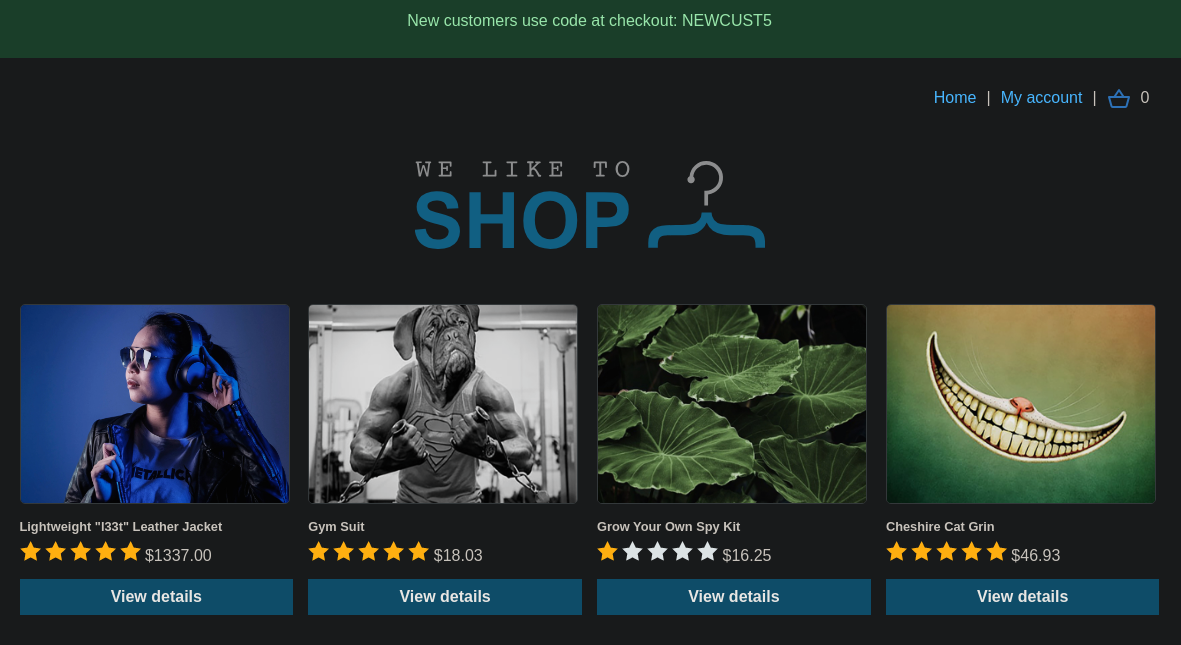 New customers use code at checkout: NEWCUST5
Home | My account | 0
WE LIKE TO
SHOP
METALLICA
Lightweight "l33t" Leather Jacket
Gym Suit
Grow Your Own Spy Kit
Cheshire Cat Grin
$1337.00
$18.03
$16.25
$46.93
View details
View details
View details
View details